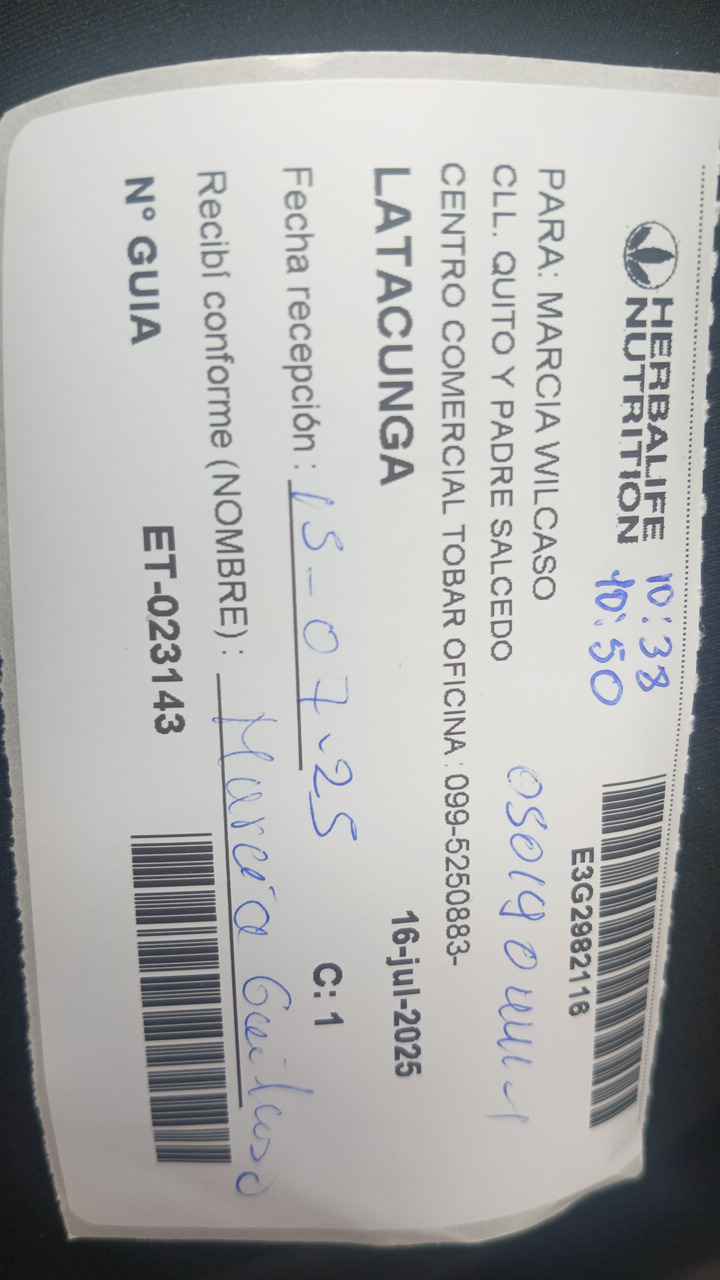 HERBALIFE
NUTRITION
10:38
10:50
E3G2982116
PARA: MARCIA WILCASO
CLL. QUITO Y PADRE SALCEDO
CENTRO COMERCIAL TOBAR OFICINA : 099-5250883-
LATACUNGA
16-jul-2025
Fecha recepción : 15-07-25
C: 1
Recibí conforme (NOMBRE) : Marcia
N° GUIA
ET-023143